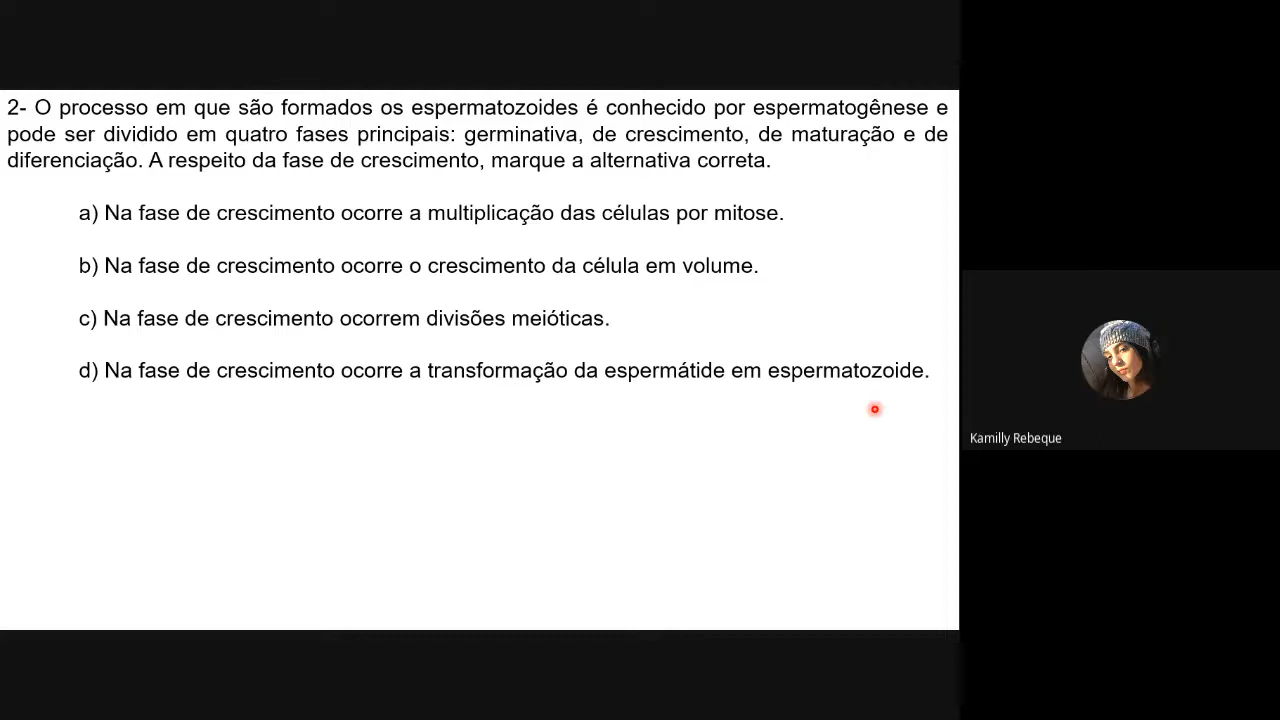 2- O processo em que são formados os espermatozoides é conhecido por espermatogênese e
pode ser dividido em quatro fases principais: germinativa, de crescimento, de maturação e de
diferenciação. A respeito da fase de crescimento, marque a alternativa correta.
a) Na fase de crescimento ocorre a multiplicação das células por mitose.
b) Na fase de crescimento ocorre o crescimento da célula em volume.
c) Na fase de crescimento ocorrem divisões meióticas.
d) Na fase de crescimento ocorre a transformação da espermátide em espermatozoide.
Kamilly Rebeque